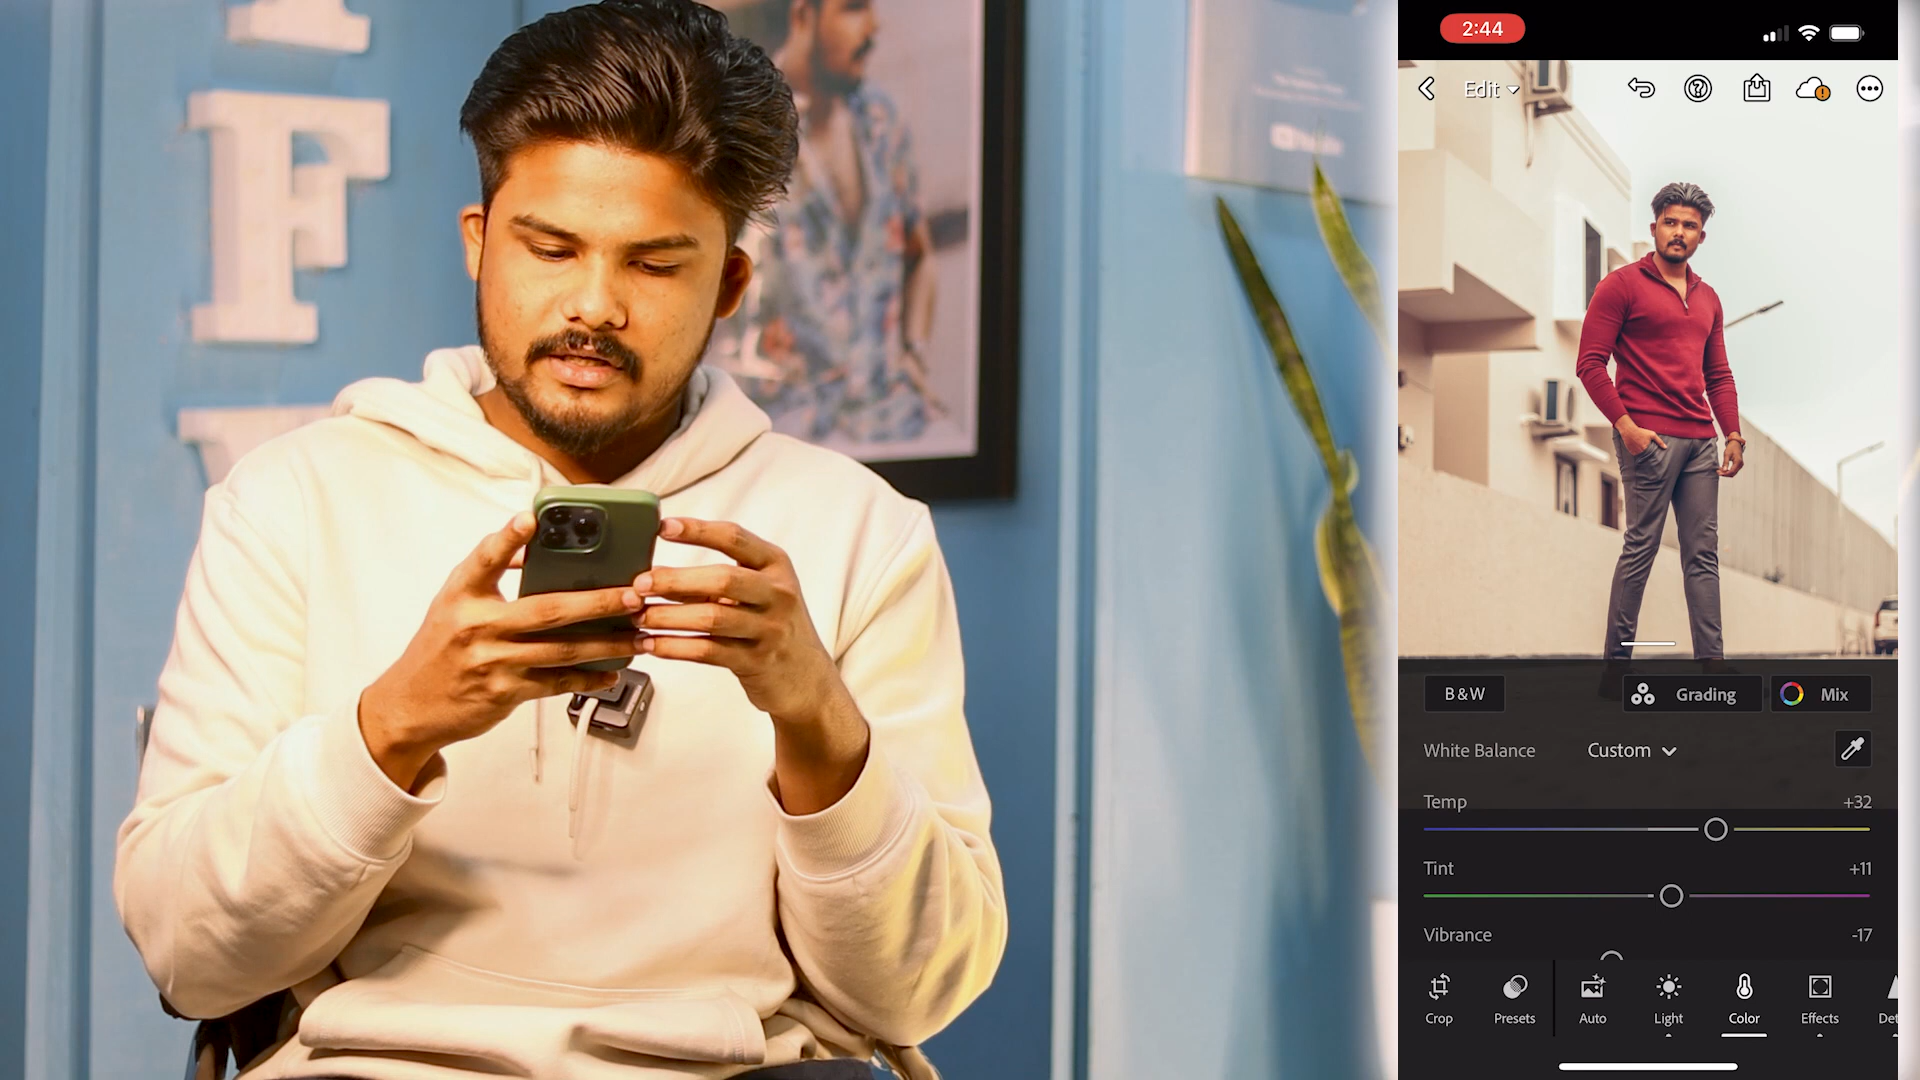 F
2:44
Edit
B&W
Grading
Mix
White Balance
Custom
Temp
+32
Tint
+11
Vibrance
-17
Crop
Presets
Auto
Light
Color
Effects
Det